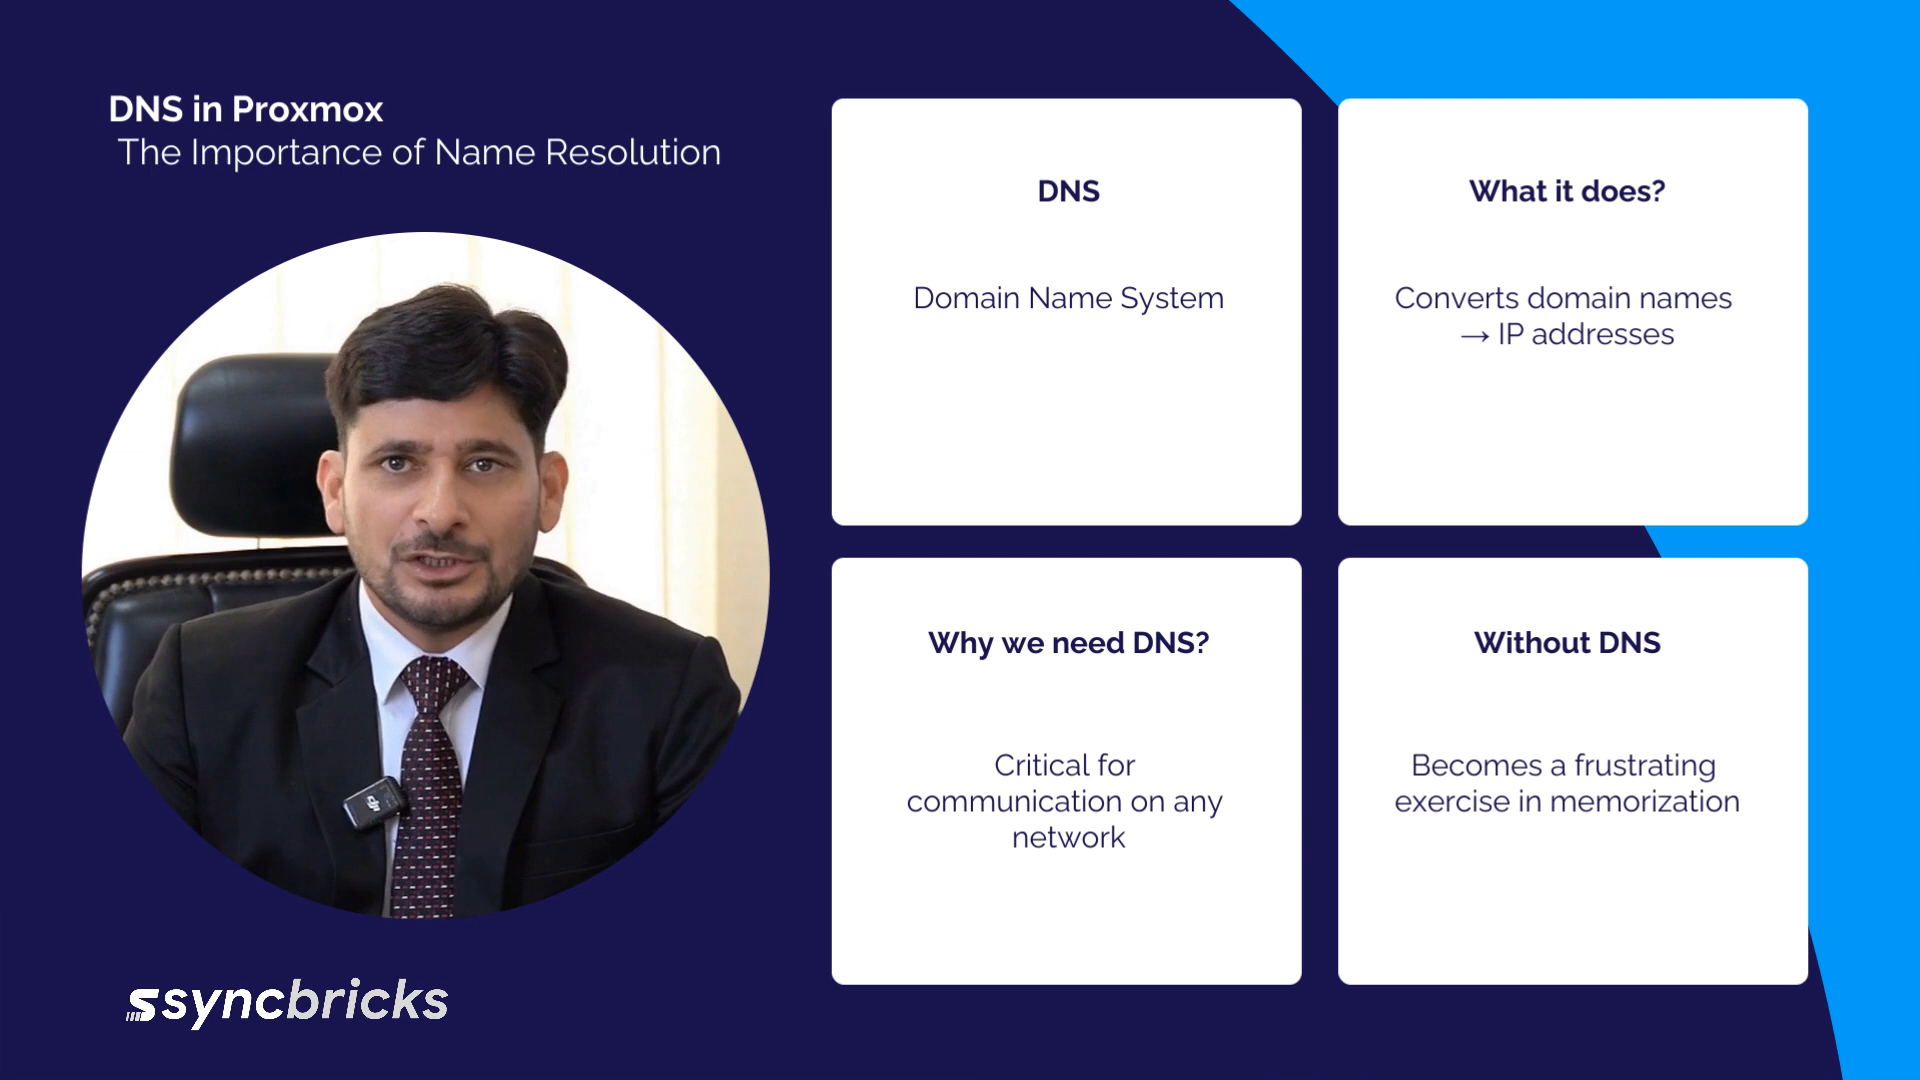 DNS in Proxmox
The Importance of Name Resolution
DNS
Domain Name System
What it does?
Converts domain names
→ IP addresses
Why we need DNS?
Critical for
communication on any
network
Without DNS
Becomes a frustrating
exercise in memorization
dji
syncbricks